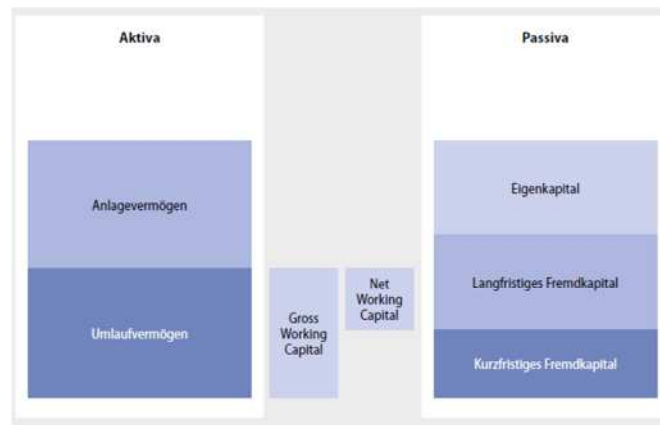 Aktiva
Passiva
Anlagevermögen
Umlaufvermögen
Gross
Working
Capital
Net
Working
Capital
Eigenkapital
Langfristiges Fremdkapital
Kurzfristiges Fremdkapital